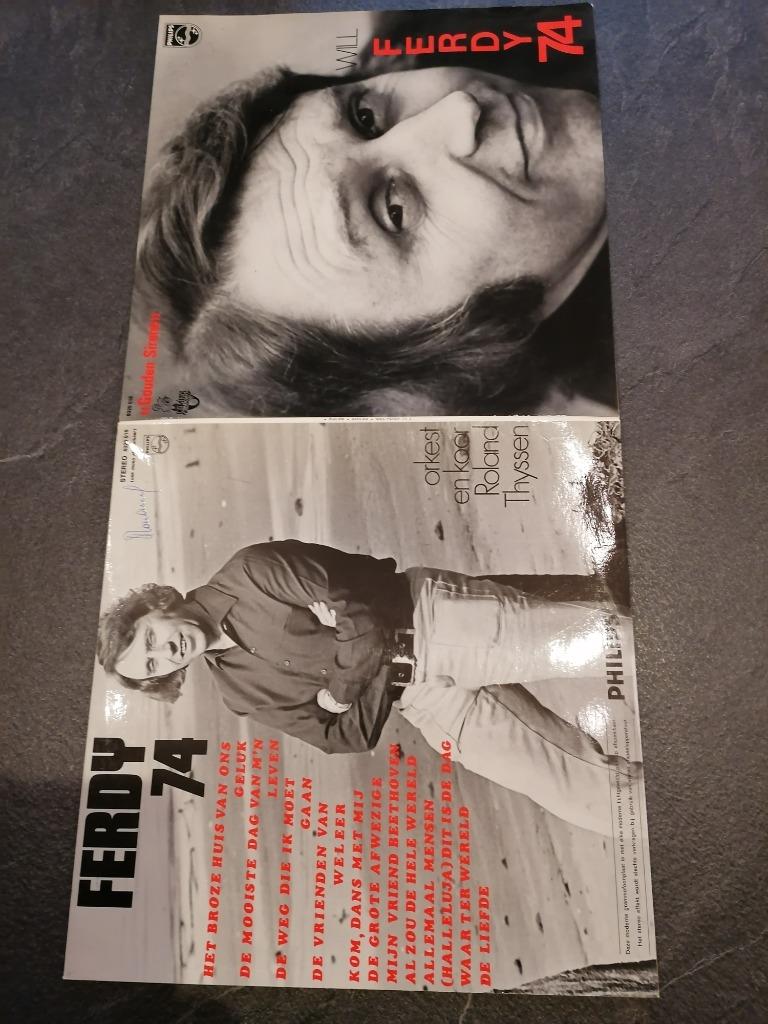 PHILIPS
WILL
FERDY
74
«Gouden Sirenen»
STEREO
orkest
en koor
Roland
Thyssen
FERDY
74
HET BROZE HUIS VAN ONS
GELUK
DE MOOISTE DAG VAN M'N
LEVEN
DE WEG DIE IK MOET
GAAN
DE VRIENDEN VAN
WELEER
KOM, DANS MET MIJ
DE GROTE AFWEZIGE
MIJN VRIEND BEETHOVEN
AL ZOU DE HELE WERELD
ALLEMAAL MENSEN
(HALLELUJA) DIT IS DE DAG
WAAR TER WERELD
DE LIEFDE
PHILIPS